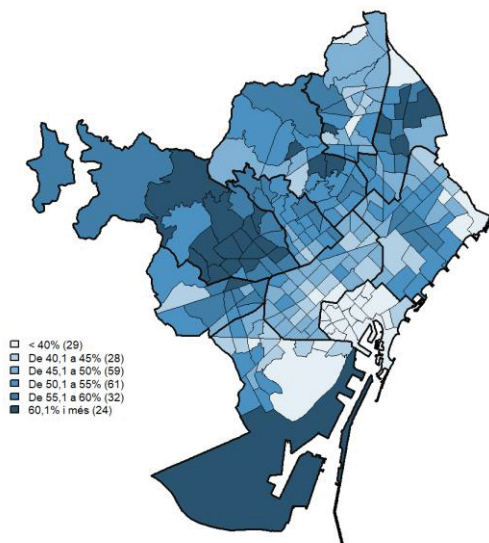 < 40% (29)
De 40,1 a 45% (28)
De 45,1 a 50% (59)
De 50,1 a 55% (61)
De 55,1 a 60% (32)
60,1% i més (24)